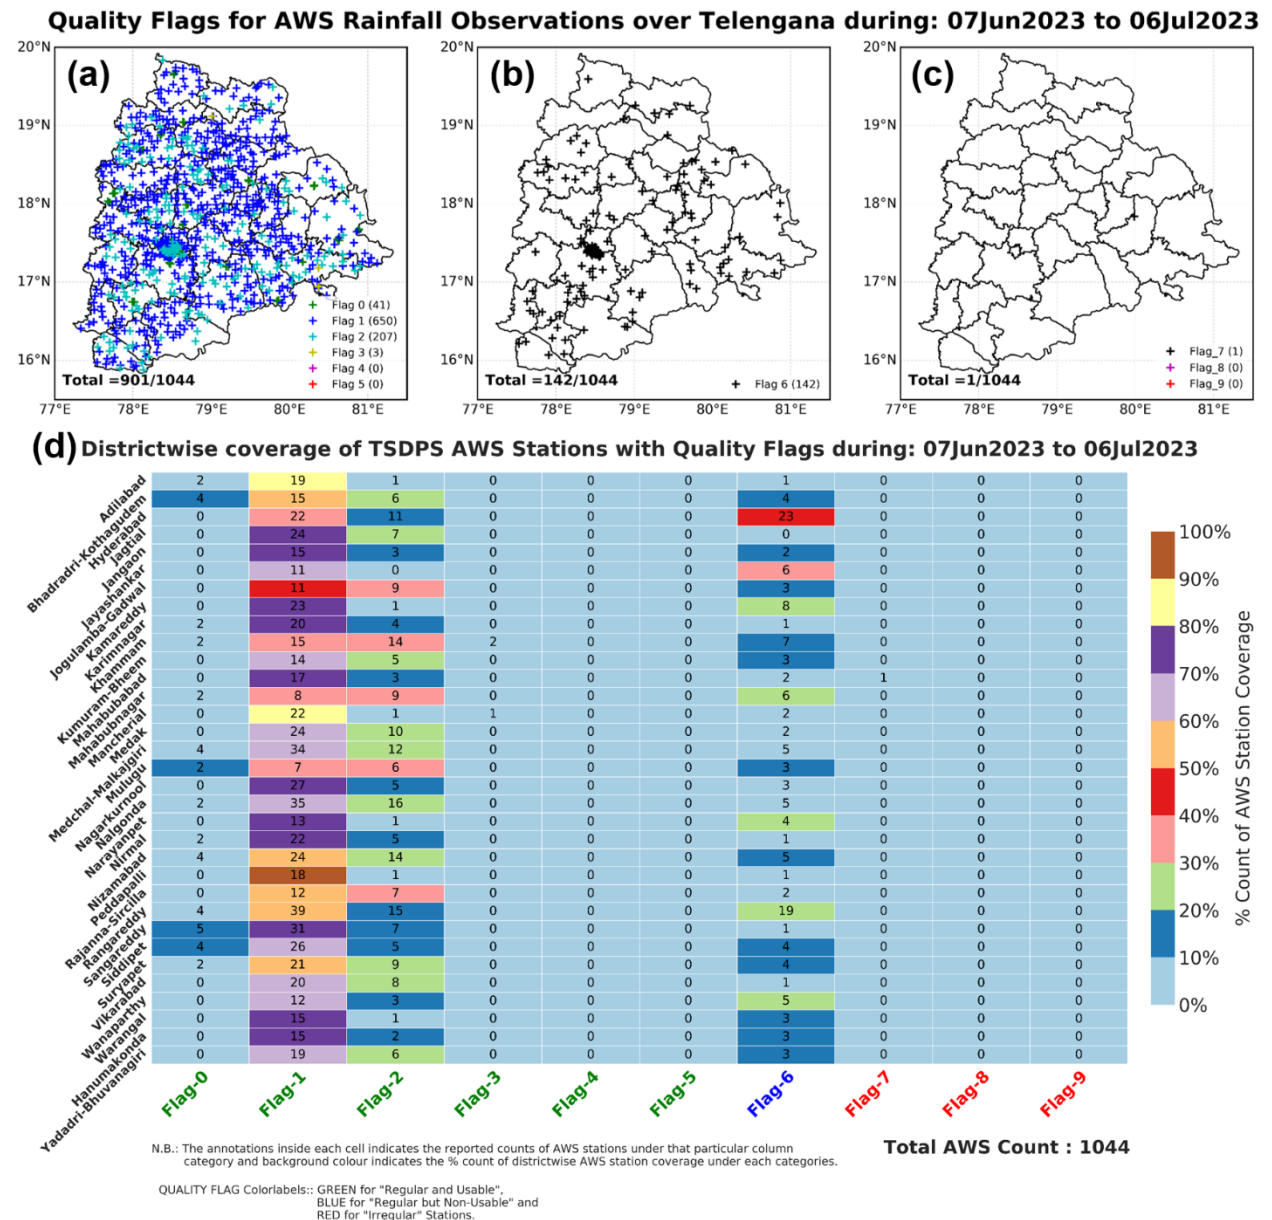 Quality Flags for AWS Rainfall Observations over Telengana during: 07Jun2023 to 06Jul2023
(a)
20°N
19°N
18°N
17°N
16°N
77°E 78°E 79°E 80°E 81°E
Flag 0 (41)
Flag 1 (650)
Flag 2 (207)
Flag 3 (3)
Flag 4 (0)
Flag 5 (0)
Total =901/1044
(b)
20°N
19°N
18°N
17°N
16°N
77°E 78°E 79°E 80°E 81°E
Flag 6 (142)
Total =142/1044
(c)
20°N
19°N
18°N
17°N
16°N
77°E 78°E 79°E 80°E 81°E
Flag_7 (1)
Flag_8 (0)
Flag_9 (0)
Total =1/1044
(d) Districtwise coverage of TSDPS AWS Stations with Quality Flags during: 07Jun2023 to 06Jul2023
Adilabad 2 19 1 0 0 0 1 0 0 0
Bhadradri-Kothagudem 4 15 6 0 0 0 4 0 0 0
Hyderabad 0 22 11 0 0 0 23 0 0 0
Jagtial 0 24 7 0 0 0 0 0 0 0
Jangaon 0 15 3 0 0 0 2 0 0 0
Jayashankar 0 11 0 0 0 0 6 0 0 0
Jogulamba-Gadwal 0 11 9 0 0 0 3 0 0 0
Kamareddy 0 23 1 0 0 0 8 0 0 0
Karimnagar 2 20 4 0 0 0 1 0 0 0
Khammam 2 15 14 2 0 0 7 0 0 0
Kumuram-Bheem 0 14 5 0 0 0 3 0 0 0
Mahabubabad 0 17 3 0 0 0 2 1 0 0
Mahabubnagar 2 8 9 0 0 0 6 0 0 0
Mancherial 0 22 1 1 0 0 2 0 0 0
Medak 0 24 10 0 0 0 2 0 0 0
Medchal-Malkajgiri 4 34 12 0 0 0 5 0 0 0
Mulugu 2 7 6 0 0 0 3 0 0 0
Nagarkurnool 0 27 5 0 0 0 3 0 0 0
Nalgonda 2 35 16 0 0 0 5 0 0 0
Narayanpet 0 13 1 0 0 0 4 0 0 0
Nirmal 2 22 5 0 0 0 1 0 0 0
Nizamabad 4 24 14 0 0 0 5 0 0 0
Peddapalli 0 18 1 0 0 0 1 0 0 0
Rajanna-Sircilla 0 12 7 0 0 0 2 0 0 0
Rangareddy 4 39 15 0 0 0 19 0 0 0
Sangareddy 5 31 7 0 0 0 1 0 0 0
Siddipet 4 26 5 0 0 0 4 0 0 0
Suryapet 2 21 9 0 0 0 4 0 0 0
Vikarabad 0 20 8 0 0 0 1 0 0 0
Wanaparthy 0 12 3 0 0 0 5 0 0 0
Warangal 0 15 1 0 0 0 3 0 0 0
Hanumakonda 0 15 2 0 0 0 3 0 0 0
Yadadri-Bhuvanagiri 0 19 6 0 0 0 3 0 0 0
Flag-0 Flag-1 Flag-2 Flag-3 Flag-4 Flag-5 Flag-6 Flag-7 Flag-8 Flag-9
100%
90%
80%
70%
60%
50%
40%
30%
20%
10%
0%
% Count of AWS Station Coverage
N.B.: The annotations inside each cell indicates the reported counts of AWS stations under that particular column
category and background colour indicates the % count of districtwise AWS station coverage under each categories.
Total AWS Count : 1044
QUALITY FLAG Colorlabels:: GREEN for "Regular and Usable",
BLUE for "Regular but Non-Usable" and
RED for "Irregular" Stations.